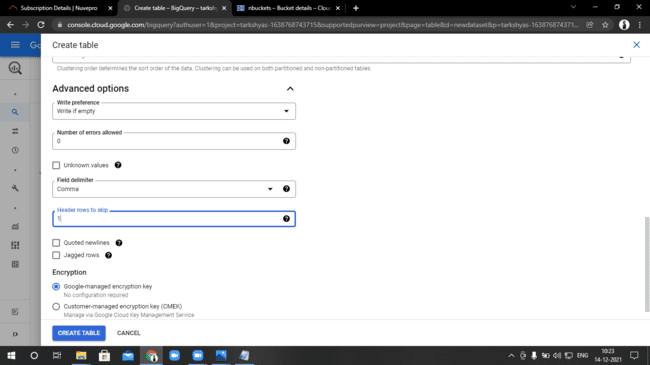 Subscription Details | Nuvepro
Create table – BigQuery – tarkshy
nbuckets – Bucket details – Clou
console.cloud.google.com/bigquery?authuser=1&project=tarkshyas-1638768743715&supportedpurview=project&page=table&d=newdataset&p=tarkshyas-16387687437l...
Create table
Clustering order determines the sort order of the data. Clustering can be used on both partitioned and non-partitioned tables.
Advanced options
Write preference
Write if empty
Number of errors allowed
0
Unknown values
Field delimiter
Comma
Header rows to skip
1
Quoted newlines
Jagged rows
Encryption
Google-managed encryption key
No configuration required
Customer-managed encryption key (CMEK)
Manage via Google Cloud Key Management Service
CREATE TABLE
CANCEL
ENG
10:23
14-12-2021